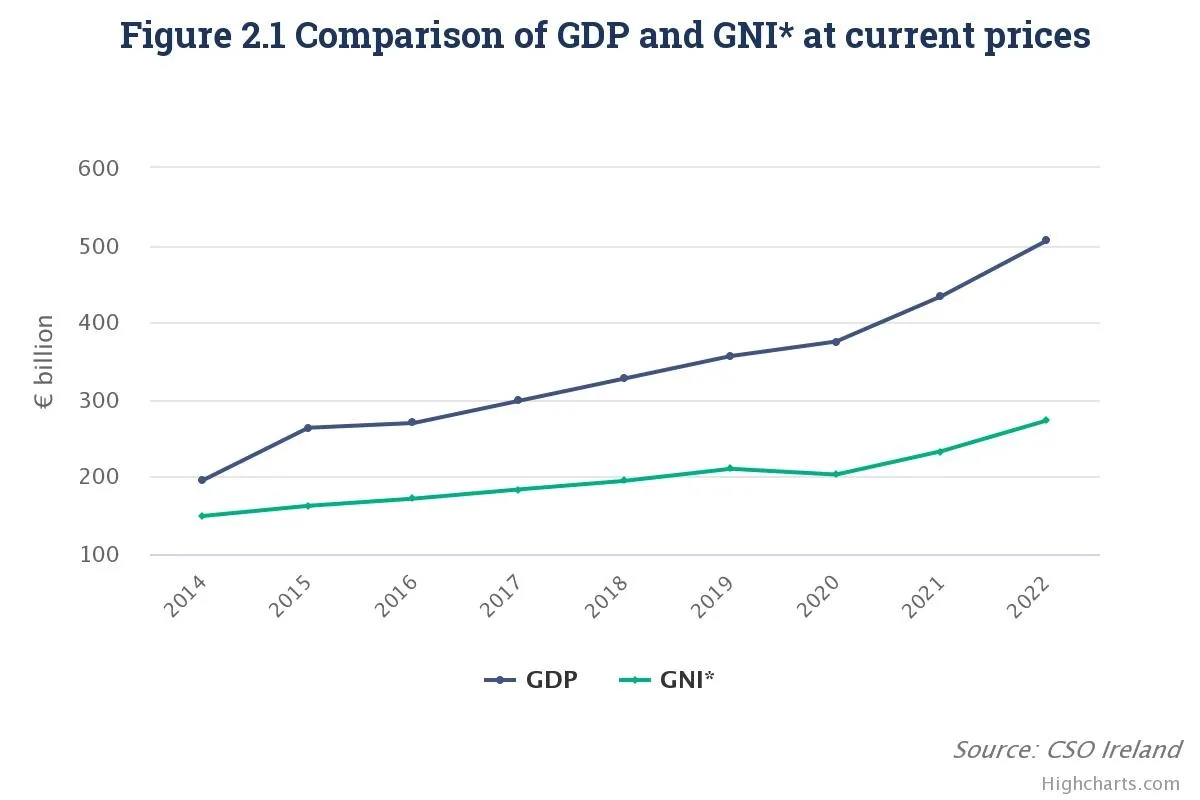 Figure 2.1 Comparison of GDP and GNI* at current prices
600
500
400
300
200
100
€ billion
2014
2015
2016
2017
2018
2019
2020
2021
2022
GDP
GNI*
Source: CSO Ireland
Highcharts.com